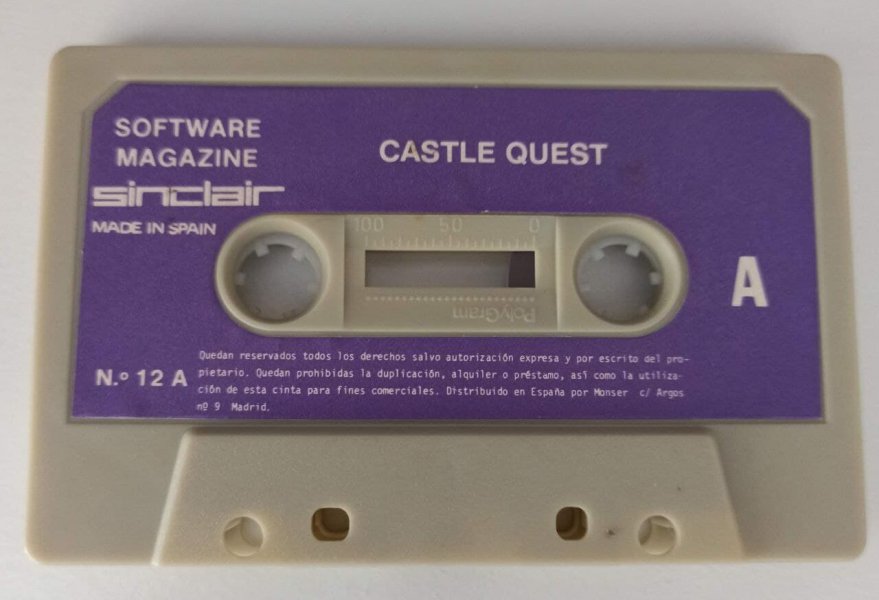 SOFTWARE
MAGAZINE
sinclair
MADE IN SPAIN
CASTLE QUEST
100 50 0
PolyGram
A
N.º 12 A
Quedan reservados todos los derechos salvo autorización expresa y por escrito del pro-
pietario. Quedan prohibidas la duplicación, alquiler o préstamo, así como la utiliza-
ción de esta cinta para fines comerciales. Distribuido en España por Monser c/ Argos
nº 9 Madrid.